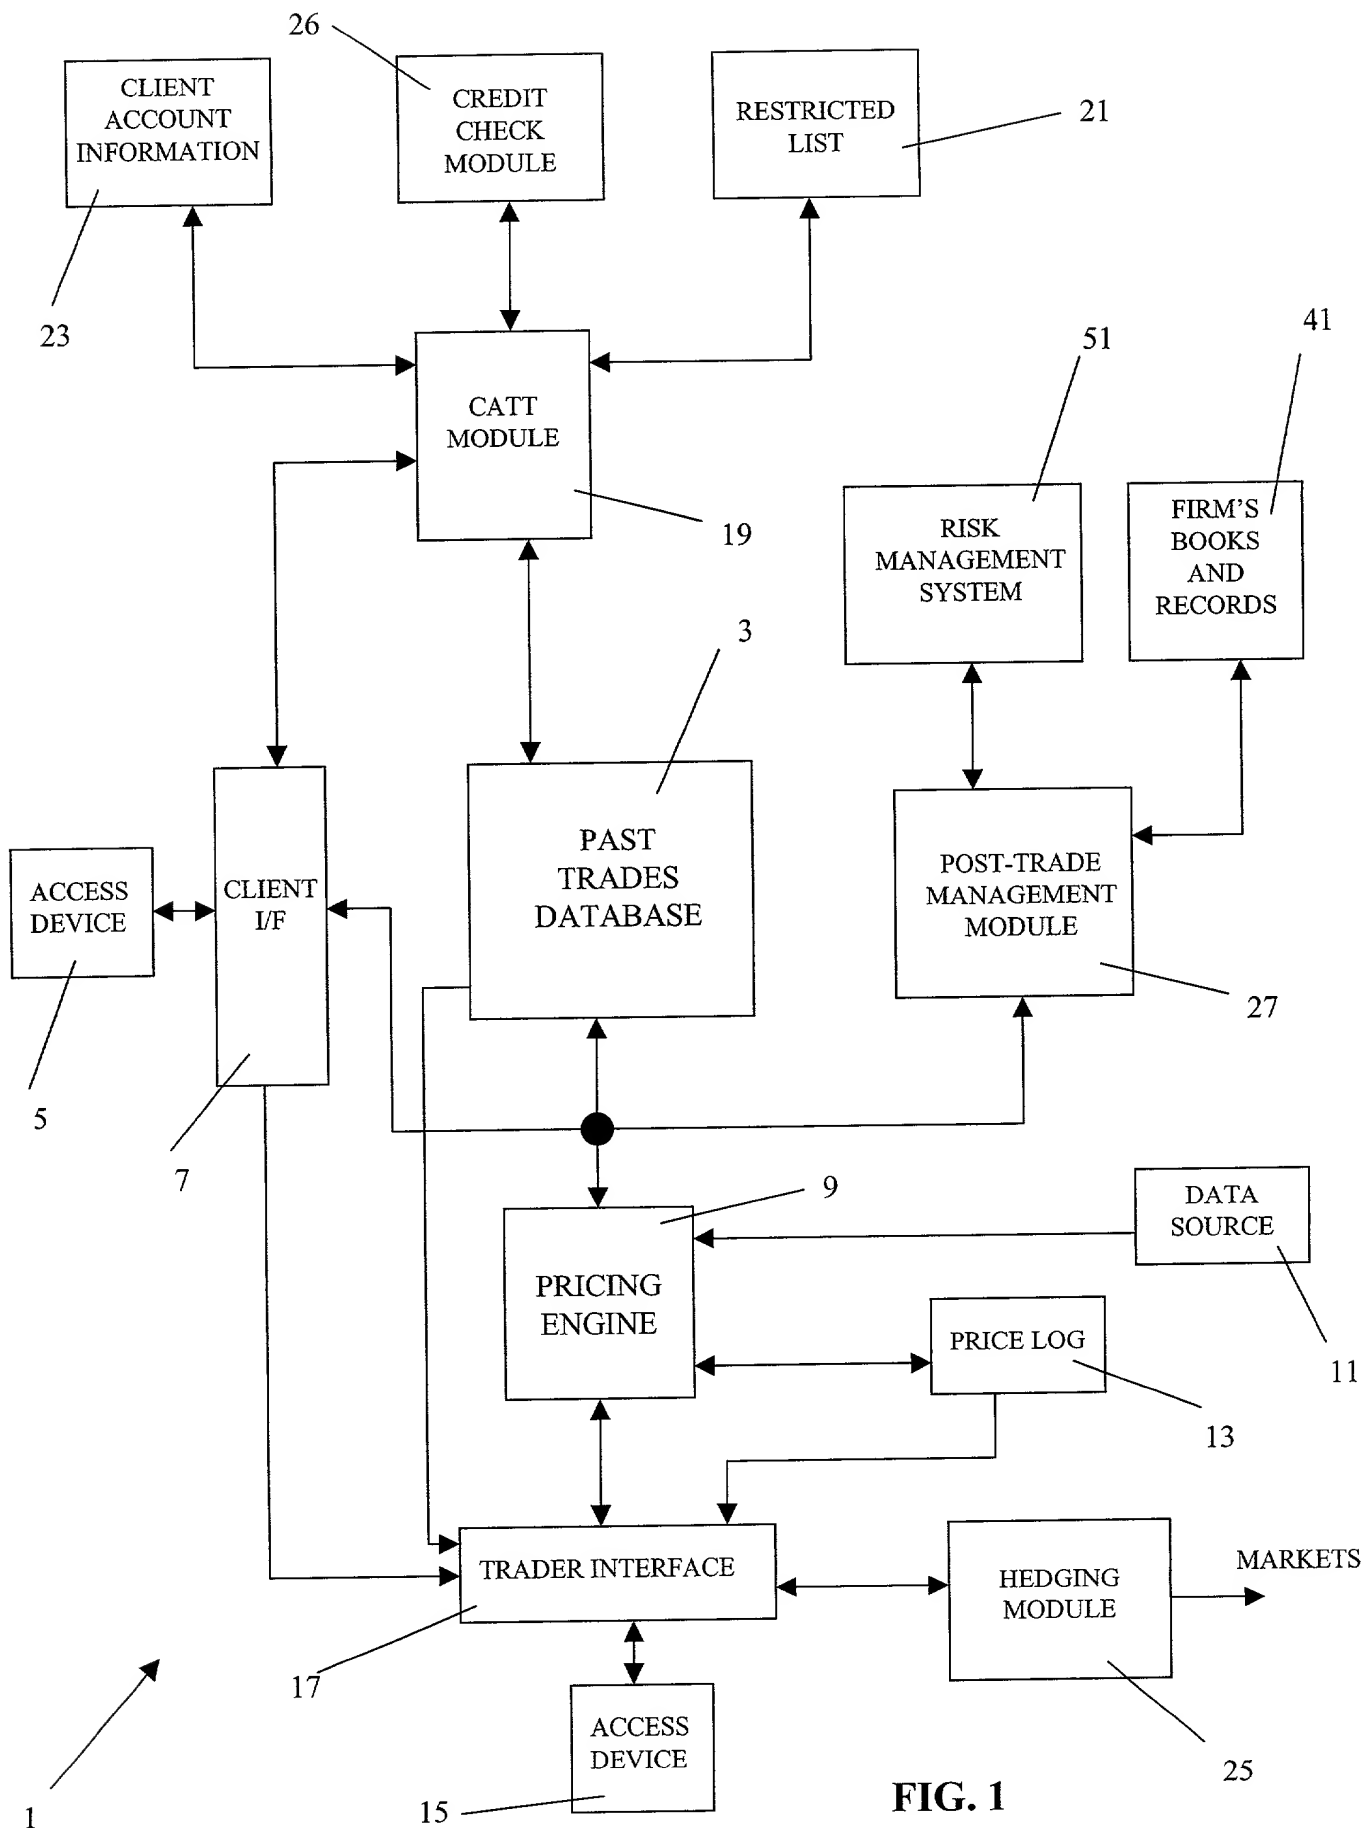 26
CLIENT
ACCOUNT
INFORMATION
CREDIT
CHECK
MODULE
RESTRICTED
LIST
21
23
CATT
MODULE
19
51
41
RISK
MANAGEMENT
SYSTEM
FIRM'S
BOOKS
AND
RECORDS
3
ACCESS
DEVICE
5
CLIENT
I/F
7
PAST
TRADES
DATABASE
POST-TRADE
MANAGEMENT
MODULE
27
9
DATA
SOURCE
11
PRICING
ENGINE
PRICE LOG
13
TRADER INTERFACE
17
HEDGING
MODULE
25
MARKETS
ACCESS
DEVICE
15
1
FIG. 1